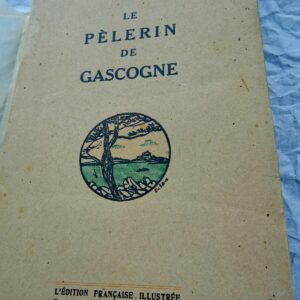 LE
PÈLERIN
DE
GASCOGNE
L'ÉDITION FRANÇAISE ILLUSTRÉE